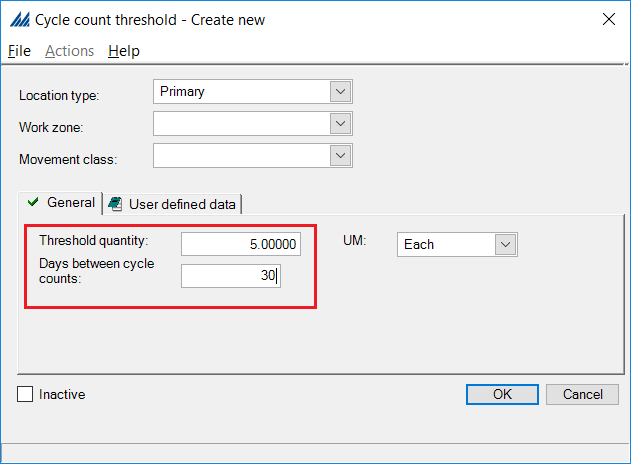 Cycle count threshold - Create new
File Actions Help
Location type: Primary
Work zone:
Movement class:
General User defined data
Threshold quantity: 5.00000 UM: Each
Days between cycle
counts: 30
Inactive OK Cancel